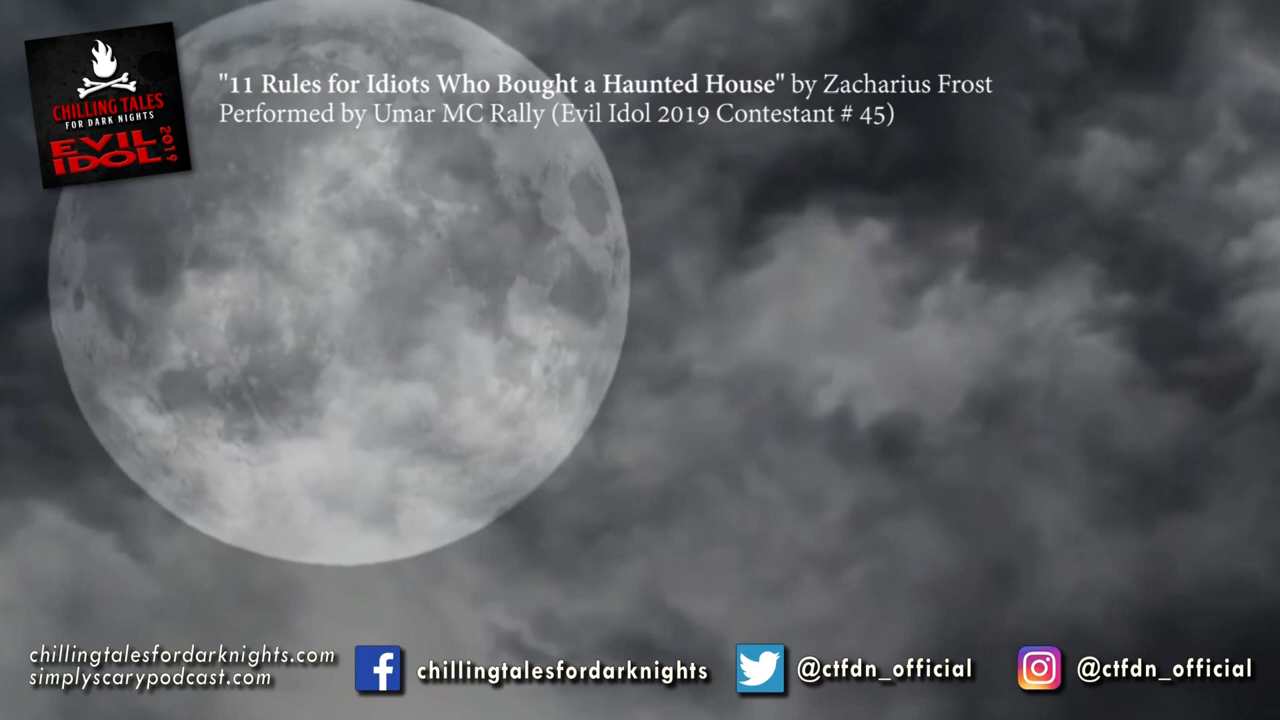 CHILLING TALES
FOR DARK NIGHTS
EVIL
IDOL
2019
"11 Rules for Idiots Who Bought a Haunted House" by Zacharius Frost
Performed by Umar MC Rally (Evil Idol 2019 Contestant # 45)
chillingtalesfordarknights.com
simplyscarypodcast.com
chillingtalesfordarknights
@ctfdn_official
@ctfdn_official